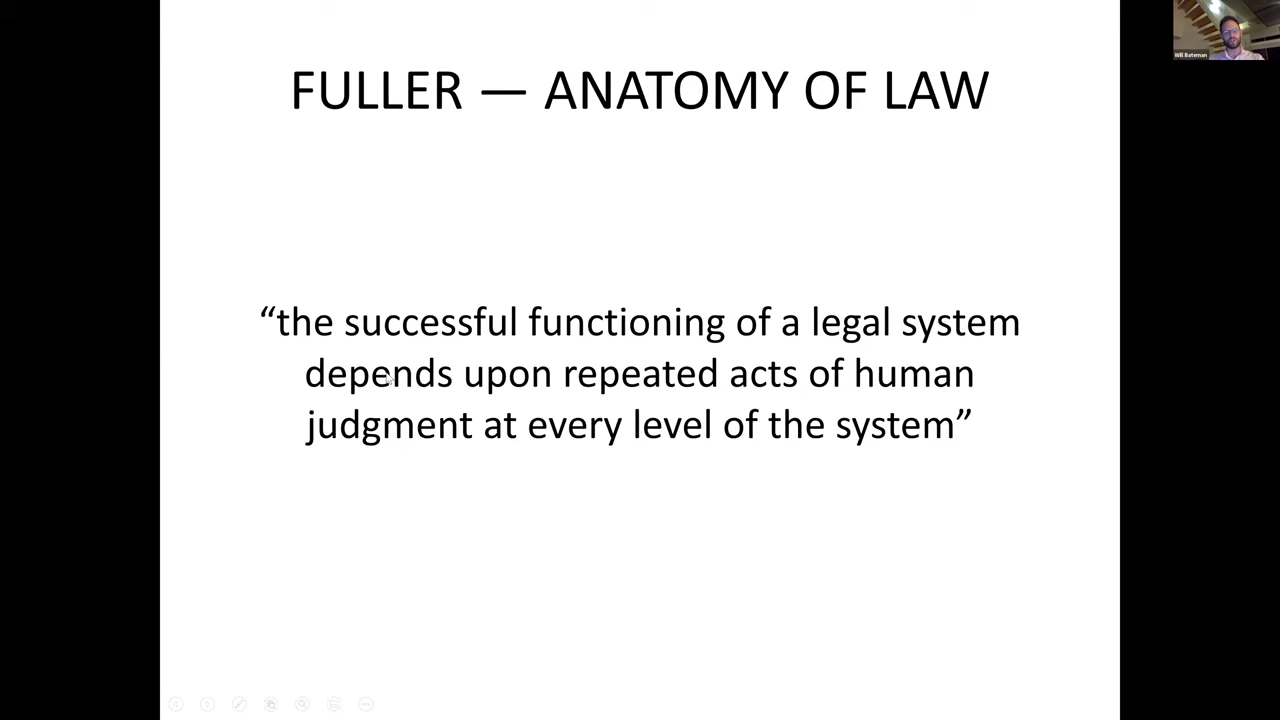 FULLER — ANATOMY OF LAW
“the successful functioning of a legal system
depends upon repeated acts of human
judgment at every level of the system”
Will Bateman